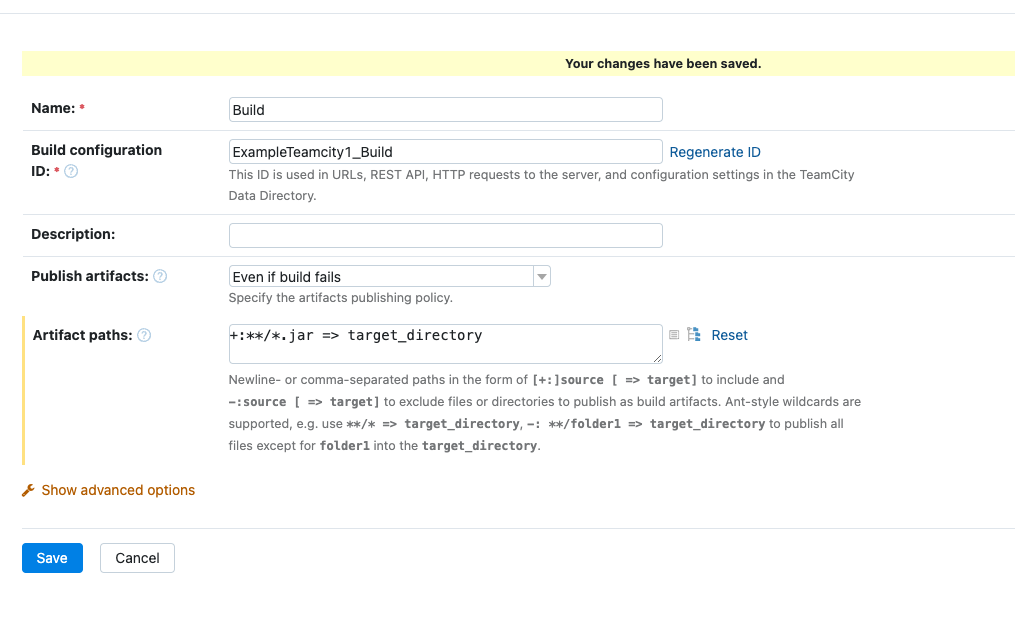 Your changes have been saved.
Name: *
Build
Build configuration
ID: * ?
ExampleTeamcity1_Build
Regenerate ID
This ID is used in URLs, REST API, HTTP requests to the server, and configuration settings in the TeamCity
Data Directory.
Description:
Publish artifacts: ?
Even if build fails
Specify the artifacts publishing policy.
Artifact paths: ?
+:**/*.jar => target_directory
Reset
Newline- or comma-separated paths in the form of [+:]source [ => target] to include and
-:source [ => target] to exclude files or directories to publish as build artifacts. Ant-style wildcards are
supported, e.g. use **/* => target_directory, -: **/folder1 => target_directory to publish all
files except for folder1 into the target_directory.
Show advanced options
Save
Cancel